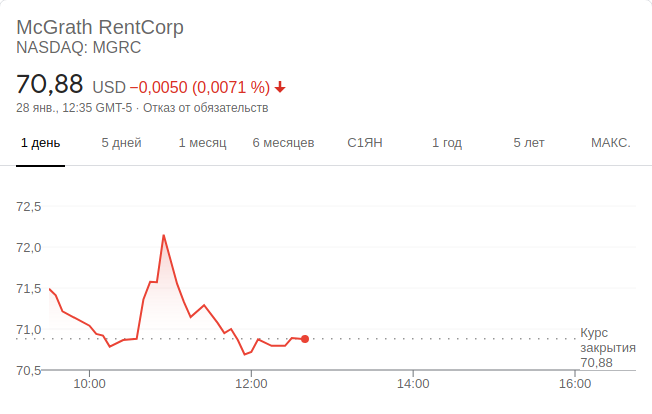 McGrath RentCorp
NASDAQ: MGRC
70,88 USD −0,0050 (0,0071 %)
28 янв., 12:35 GMT-5 · Отказ от обязательств
1 день 5 дней 1 месяц 6 месяцев С1ЯН 1 год 5 лет МАКС.
72,5
72,0
71,5
71,0
Курс
закрытия
70,88
70,5
10:00 12:00 14:00 16:00